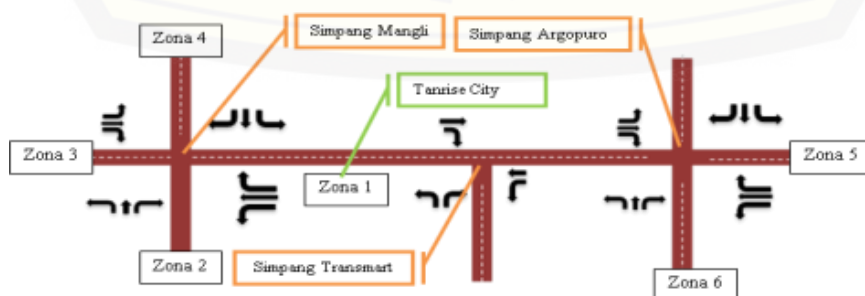 Zona 4
Simpang Mangli
Simpang Argopuro
Tanrise City
Zona 3
Zona 5
Zona 1
Zona 2
Simpang Transmart
Zona 6